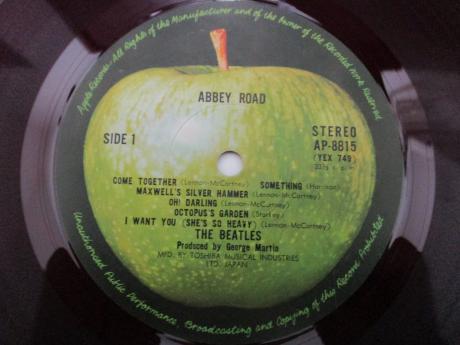 Apple Records · All Rights of the Manufacturer and of the Owner of the Recorded Work Reserved
ABBEY ROAD
SIDE 1
STEREO
AP-8815
(YEX 749)
33⅓ r. p. m.
COME TOGETHER (Lennon-McCartney) SOMETHING (Harrison)
MAXWELL'S SILVER HAMMER (Lennon-McCartney)
OH! DARLING (Lennon-McCartney)
OCTOPUS'S GARDEN (Starkey)
I WANT YOU (SHE'S SO HEAVY) (Lennon-McCartney)
THE BEATLES
Produced by George Martin
MFD. BY TOSHIBA MUSICAL INDUSTRIES
LTD. JAPAN
Unauthorised Public Performance, Broadcasting and Copying of this Record Prohibited